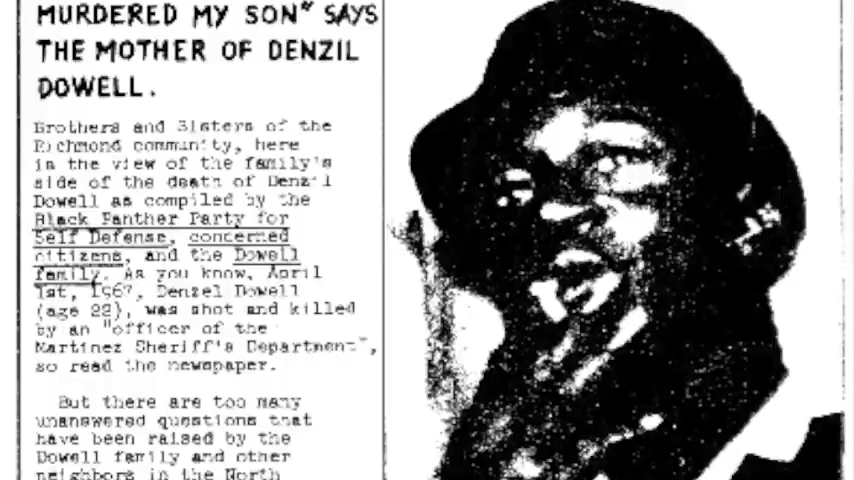 MURDERED MY SON" SAYS
THE MOTHER OF DENZIL
DOWELL.
Brothers and Sisters of the
Richmond community, here
is the view of the family's
side of the death of Denzil
Dowell as compiled by the
Black Panther Party for
Self Defense, concerned
citizens, and the Dowell
family. As you know, April
1st, 1967, Denzel Dowell
(age 22), was shot and killed
by an "officer of the
Martinez Sheriff's Department",
so read the newspaper.
But there are too many
unanswered questions that
have been raised by the
Dowell family and other
neighbors in the North